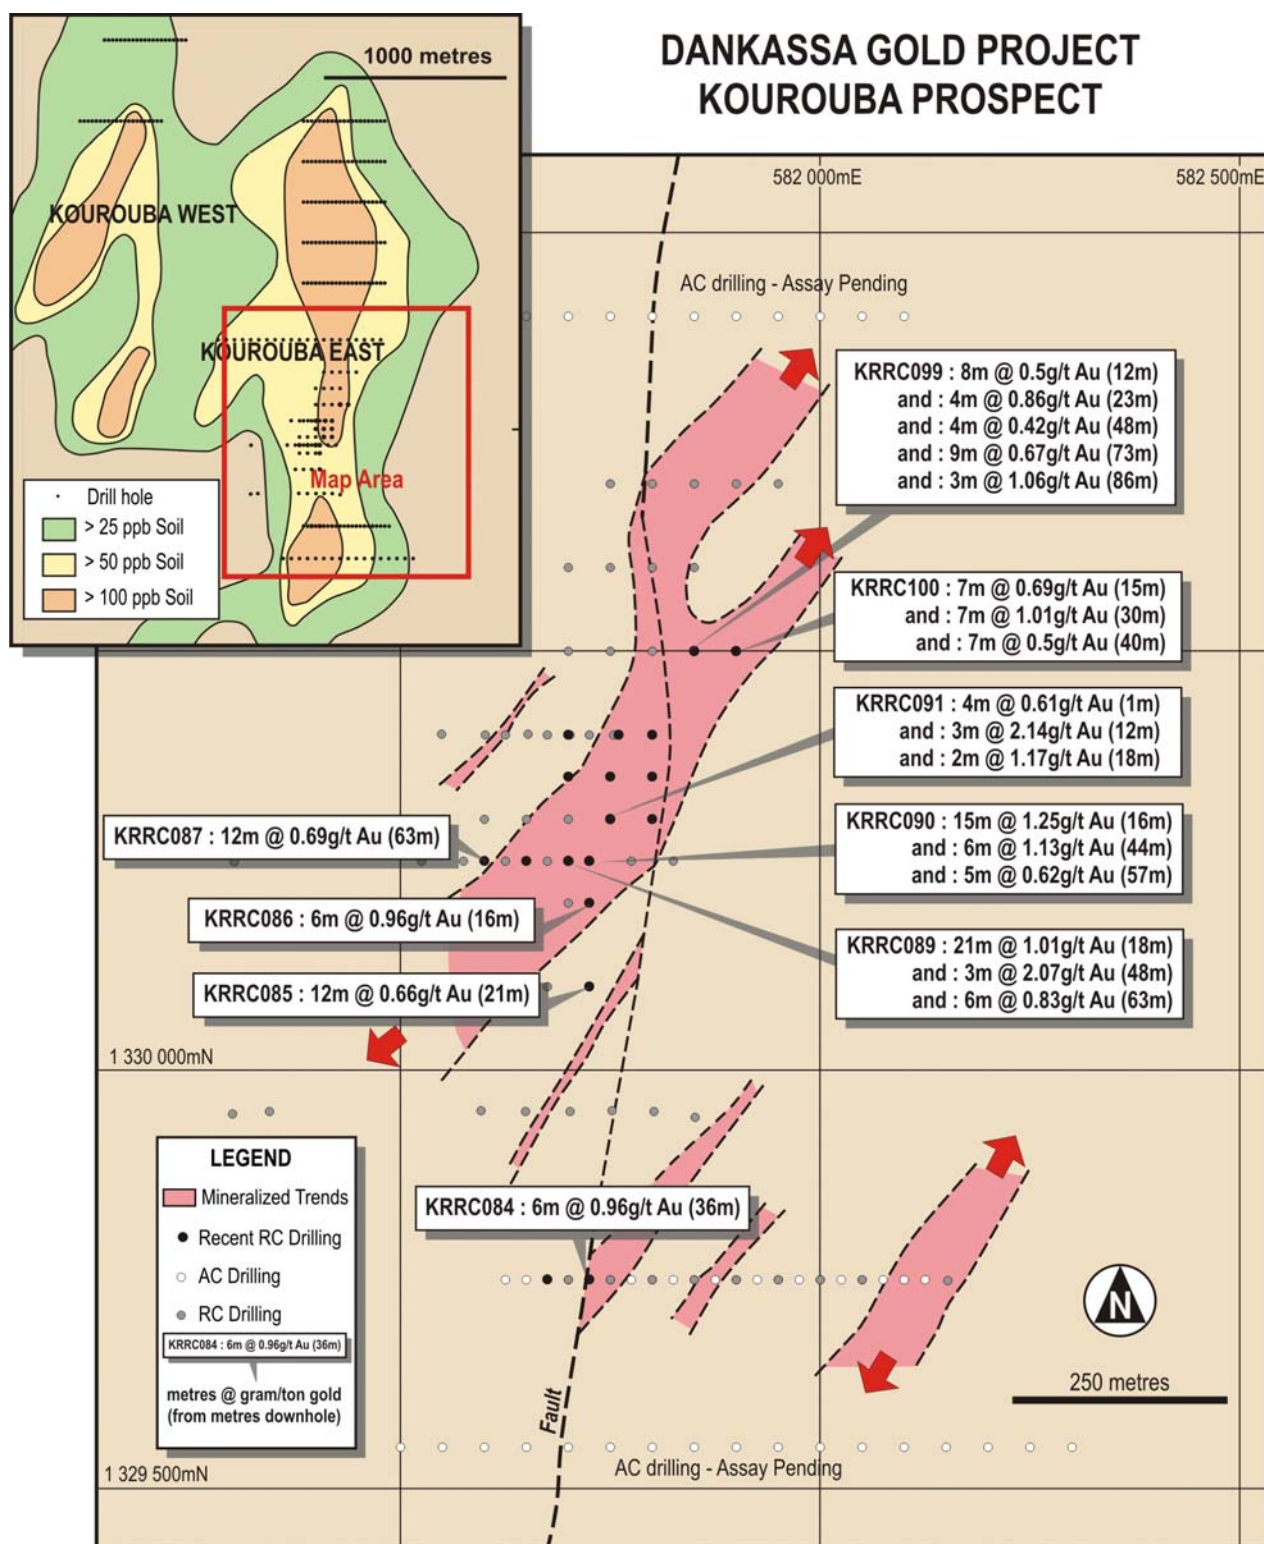 DANKASSA GOLD PROJECT
KOUROUBA PROSPECT
1000 metres
KOUROUBA WEST
KOUROUBA EAST
Map Area
Drill hole
> 25 ppb Soil
> 50 ppb Soil
> 100 ppb Soil
582 000mE
582 500mE
AC drilling - Assay Pending
KRRC099 : 8m @ 0.5g/t Au (12m)
and : 4m @ 0.86g/t Au (23m)
and : 4m @ 0.42g/t Au (48m)
and : 9m @ 0.67g/t Au (73m)
and : 3m @ 1.06g/t Au (86m)
KRRC100 : 7m @ 0.69g/t Au (15m)
and : 7m @ 1.01g/t Au (30m)
and : 7m @ 0.5g/t Au (40m)
KRRC091 : 4m @ 0.61g/t Au (1m)
and : 3m @ 2.14g/t Au (12m)
and : 2m @ 1.17g/t Au (18m)
KRRC087 : 12m @ 0.69g/t Au (63m)
KRRC090 : 15m @ 1.25g/t Au (16m)
and : 6m @ 1.13g/t Au (44m)
and : 5m @ 0.62g/t Au (57m)
KRRC086 : 6m @ 0.96g/t Au (16m)
KRRC089 : 21m @ 1.01g/t Au (18m)
and : 3m @ 2.07g/t Au (48m)
and : 6m @ 0.83g/t Au (63m)
KRRC085 : 12m @ 0.66g/t Au (21m)
1 330 000mN
LEGEND
Mineralized Trends
Recent RC Drilling
AC Drilling
RC Drilling
KRRC084 : 6m @ 0.96g/t Au (36m)
metres @ gram/ton gold
(from metres downhole)
KRRC084 : 6m @ 0.96g/t Au (36m)
N
250 metres
Fault
AC drilling - Assay Pending
1 329 500mN